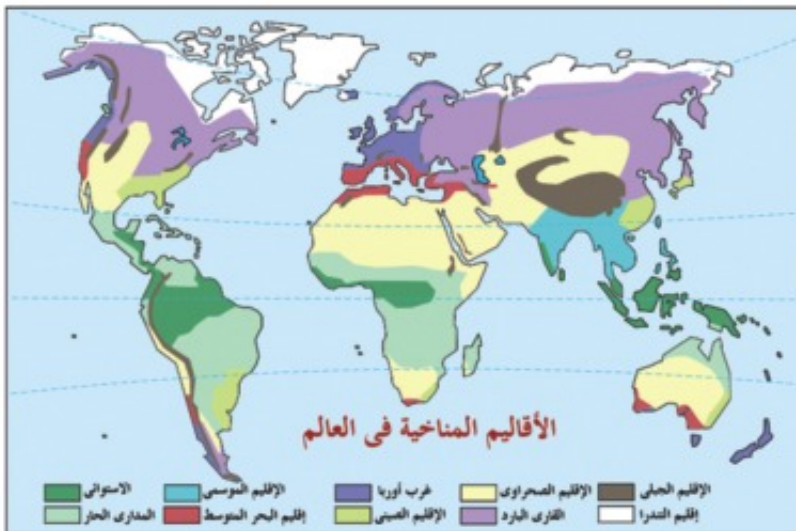 الأقاليم المناخية فى العالم
الإقليم الجبلى
الإقليم الصحراوى
غرب أوربا
الإقليم الموسمى
الاستوائى
إقليم التندرا
القارى البارد
الإقليم الصينى
إقليم البحر المتوسط
المدارى الحار